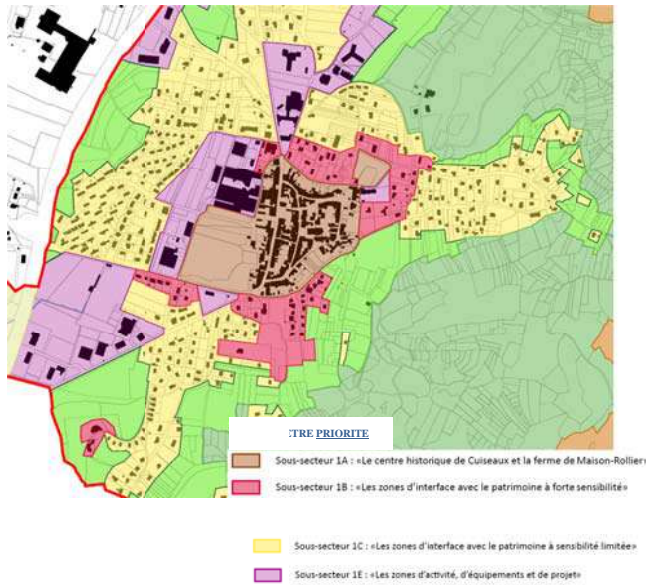 :TRE PRIORITE
Sous-secteur 1A : «Le centre historique de Cuiseaux et la ferme de Maison-Rollier»
Sous-secteur 1B : «Les zones d'interface avec le patrimoine à forte sensibilité»
Sous-secteur 1C : «Les zones d'interface avec le patrimoine à sensibilité limitée»
Sous-secteur 1E : «Les zones d'activité, d'équipements et de projet»